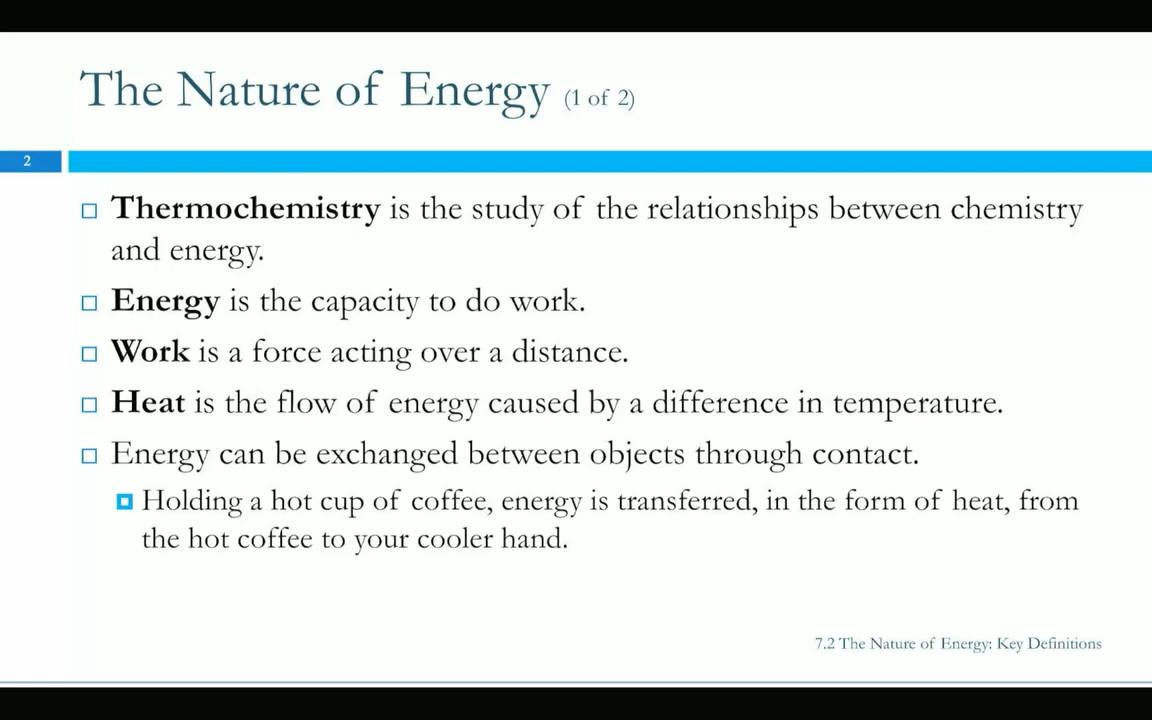 The Nature of Energy (1 of 2)
2
Thermochemistry is the study of the relationships between chemistry
and energy.
Energy is the capacity to do work.
Work is a force acting over a distance.
Heat is the flow of energy caused by a difference in temperature.
Energy can be exchanged between objects through contact.
Holding a hot cup of coffee, energy is transferred, in the form of heat, from
the hot coffee to your cooler hand.
7.2 The Nature of Energy: Key Definitions